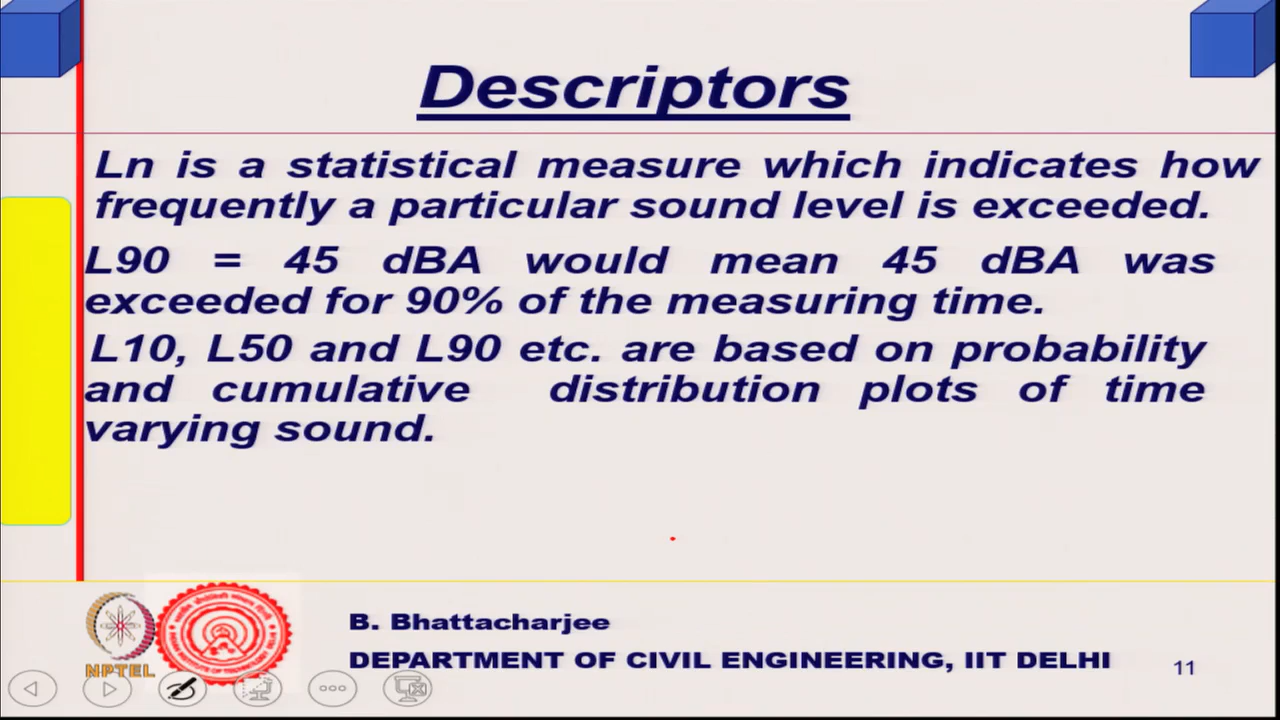 Descriptors
Ln is a statistical measure which indicates how
frequently a particular sound level is exceeded.
L90 = 45 dBA would mean 45 dBA was
exceeded for 90% of the measuring time.
L10, L50 and L90 etc. are based on probability
and cumulative distribution plots of time
varying sound.
B. Bhattacharjee
DEPARTMENT OF CIVIL ENGINEERING, IIT DELHI
11
NPTEL